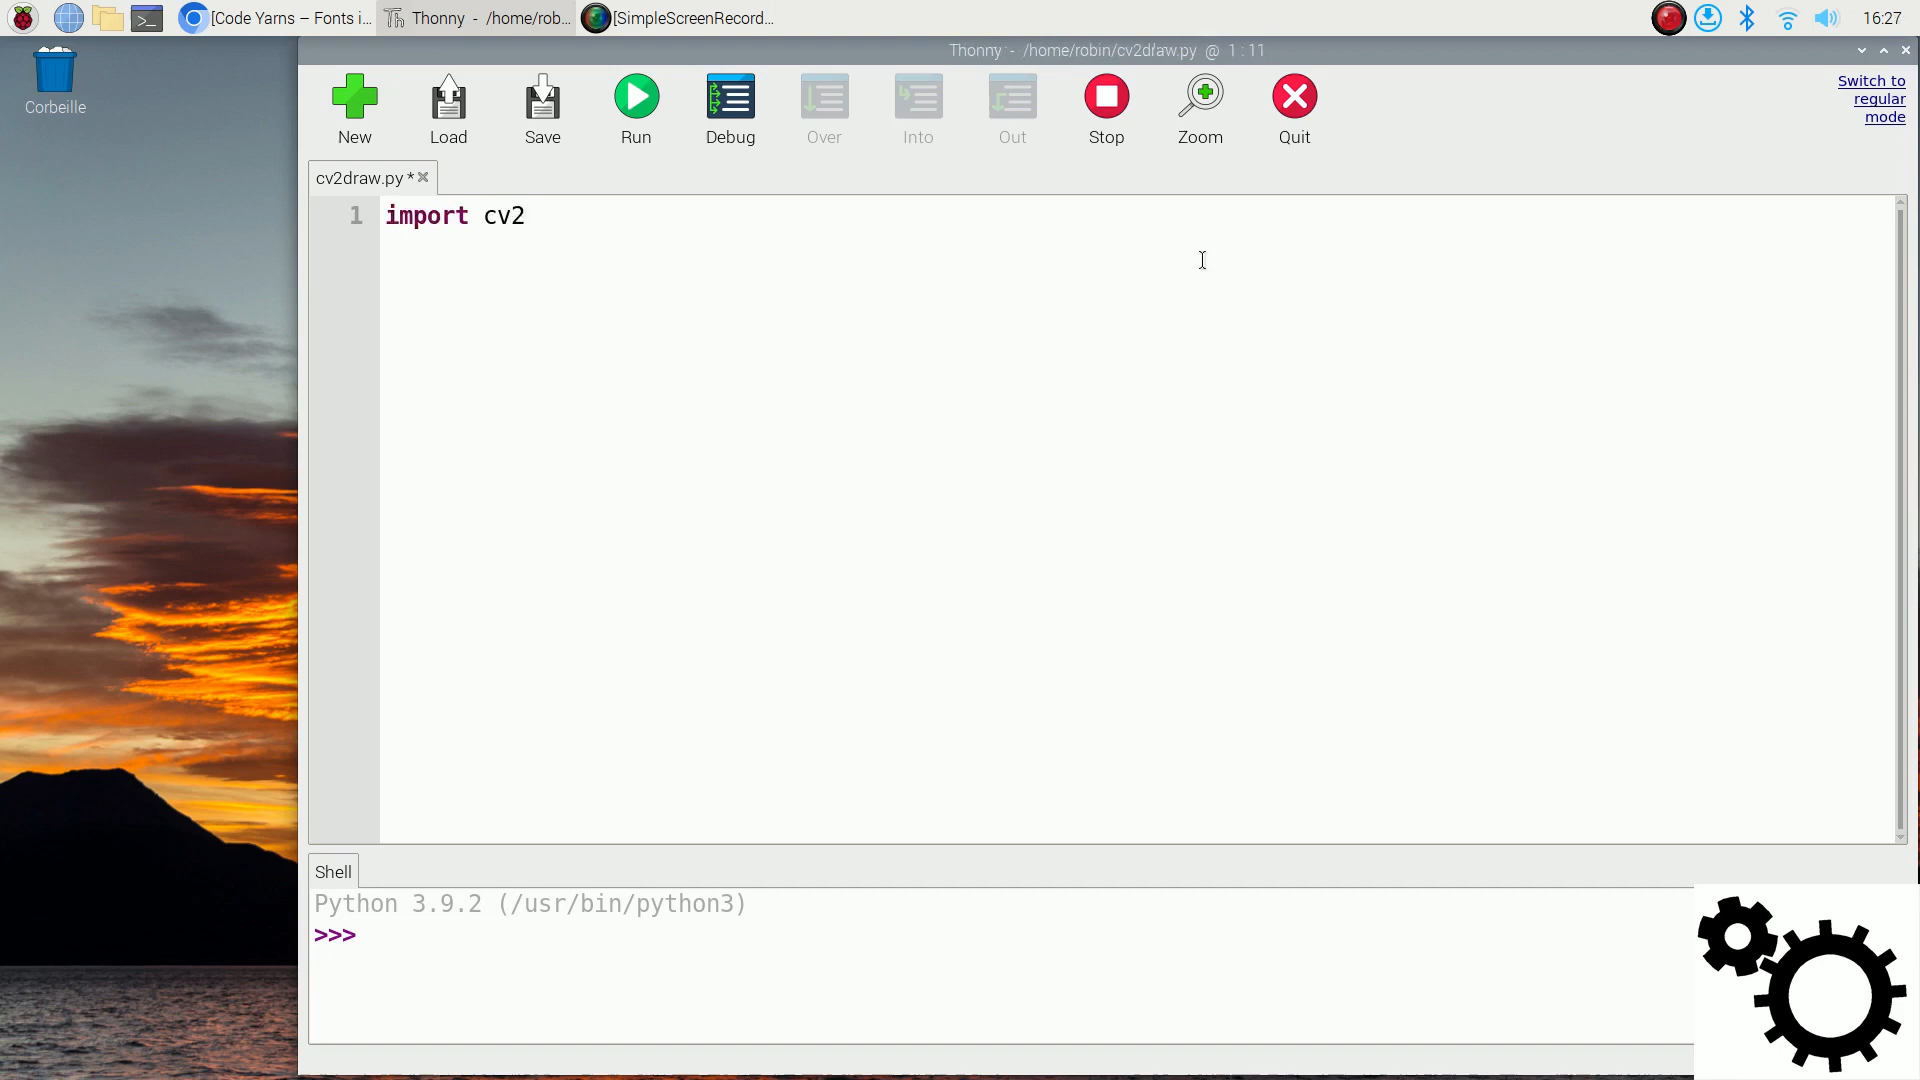 [Code Yarns – Fonts i...
Thonny - /home/rob...
[SimpleScreenRecord...
16:27
Corbeille
Thonny - /home/robin/cv2draw.py @ 1:11
Switch to
regular
mode
New
Load
Save
Run
Debug
Over
Into
Out
Stop
Zoom
Quit
cv2draw.py *
1 import cv2
Shell
Python 3.9.2 (/usr/bin/python3)
>>>